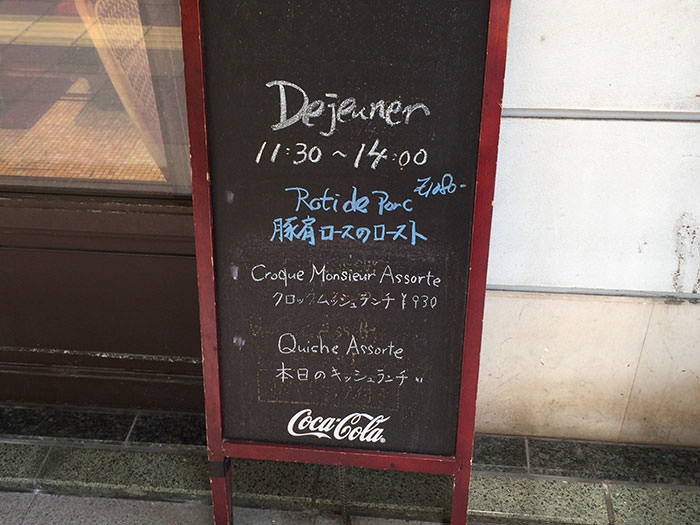 Dejeuner
11:30~14:00
Roti de Porc ¥1080-
豚肩ロースのロースト
Croque Monsieur Assorte
クロックムッシュランチ ¥930
Quiche Assorte
本日のキッシュランチ 〃
Coca-Cola